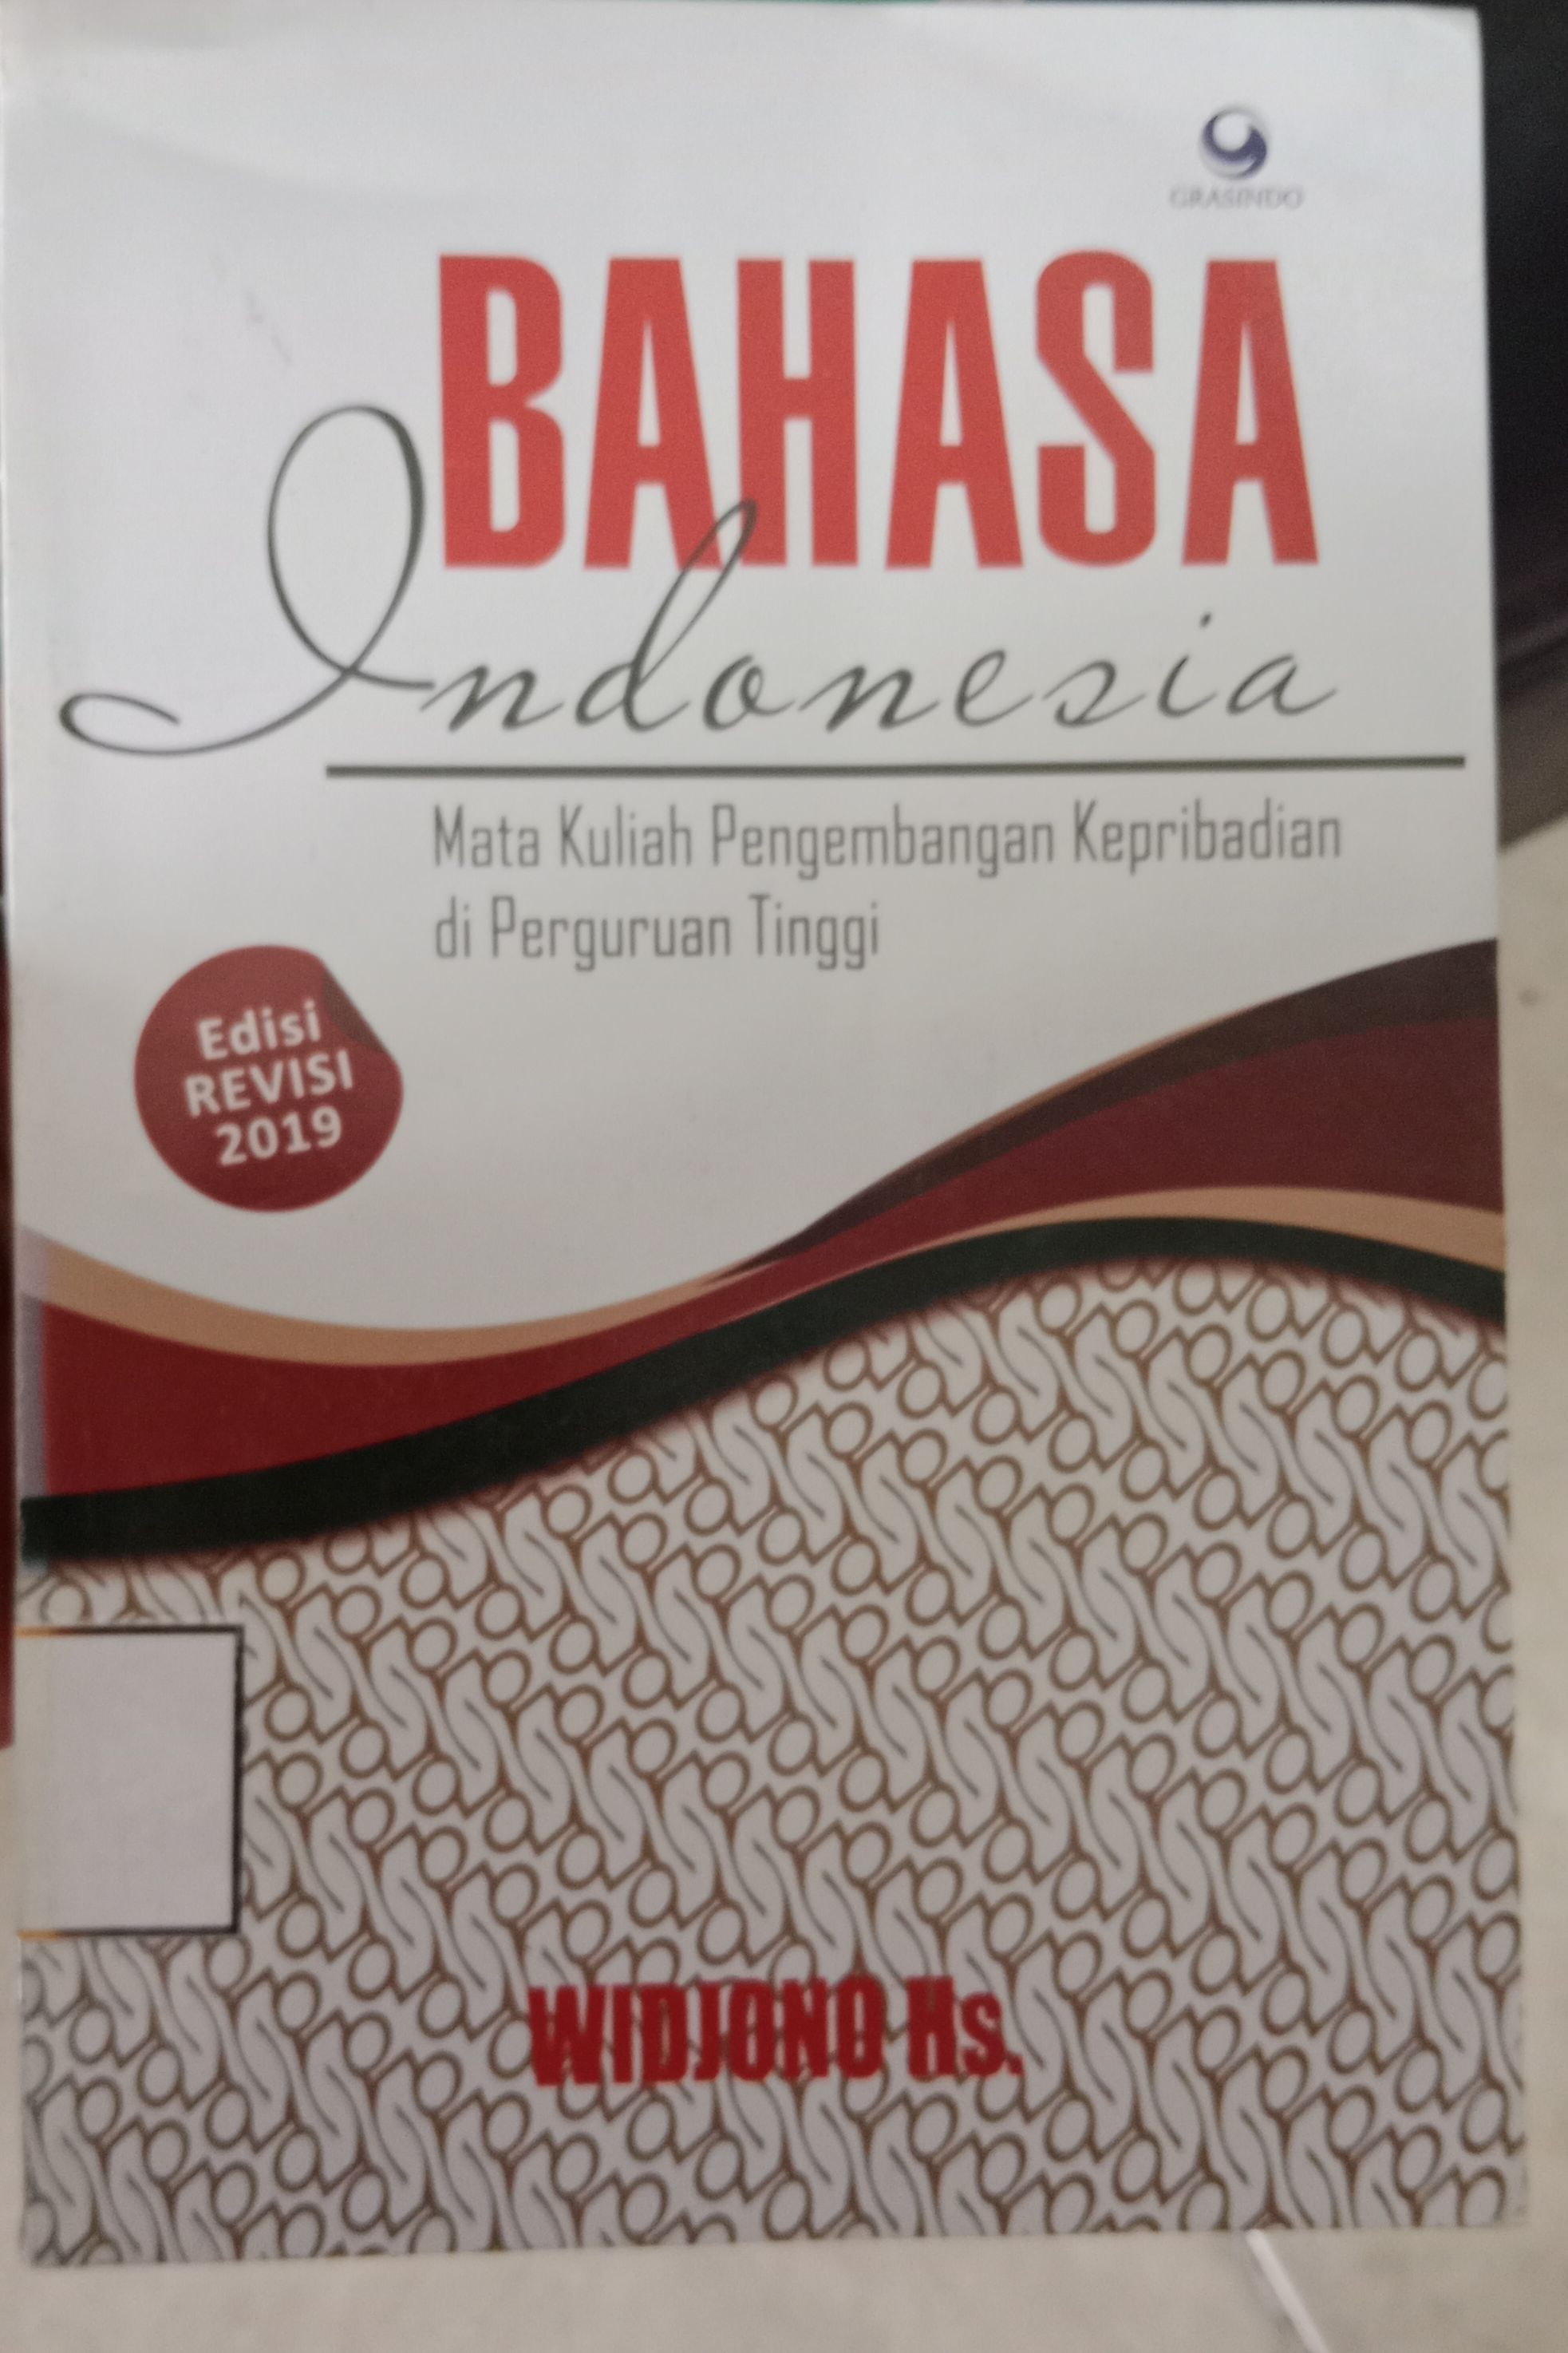 GRASINDO
BAHASA
Indonesia
Mata Kuliah Pengembangan Kepribadian
di Perguruan Tinggi
Edisi
REVISI
2019
WIDJONO Hs.